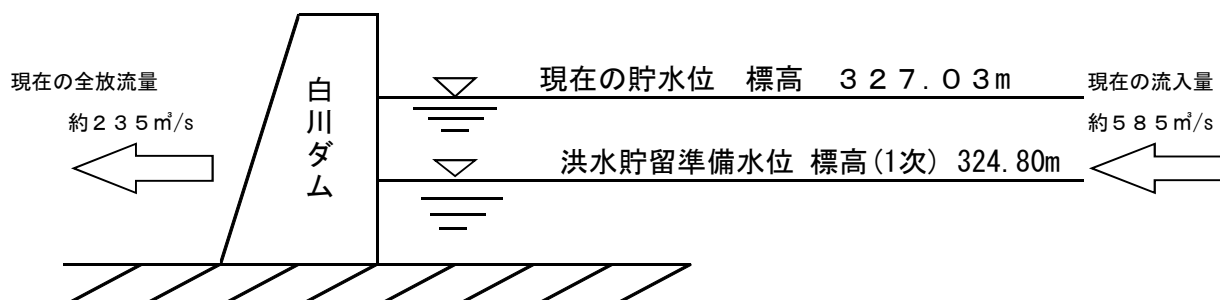 現在の全放流量
約２３５㎥/s
白川ダム
現在の貯水位　標高　３２７.０３ｍ
洪水貯留準備水位 標高(1次) 324.80m
現在の流入量
約５８５㎥/s